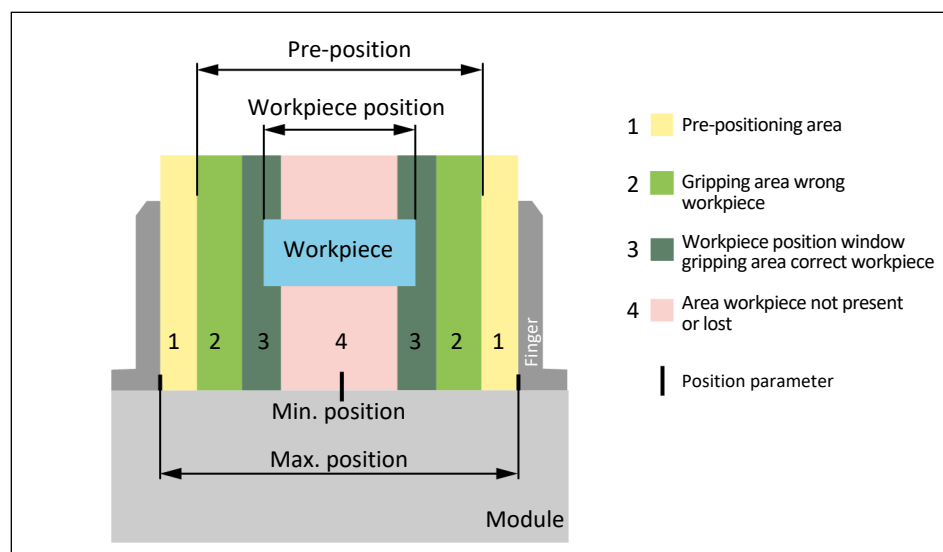 Pre-position
Workpiece position
Workpiece
1 2 3 4 3 2 1
Finger
Min. position
Max. position
Module
1 Pre-positioning area
2 Gripping area wrong
workpiece
3 Workpiece position window
gripping area correct workpiece
4 Area workpiece not present
or lost
Position parameter